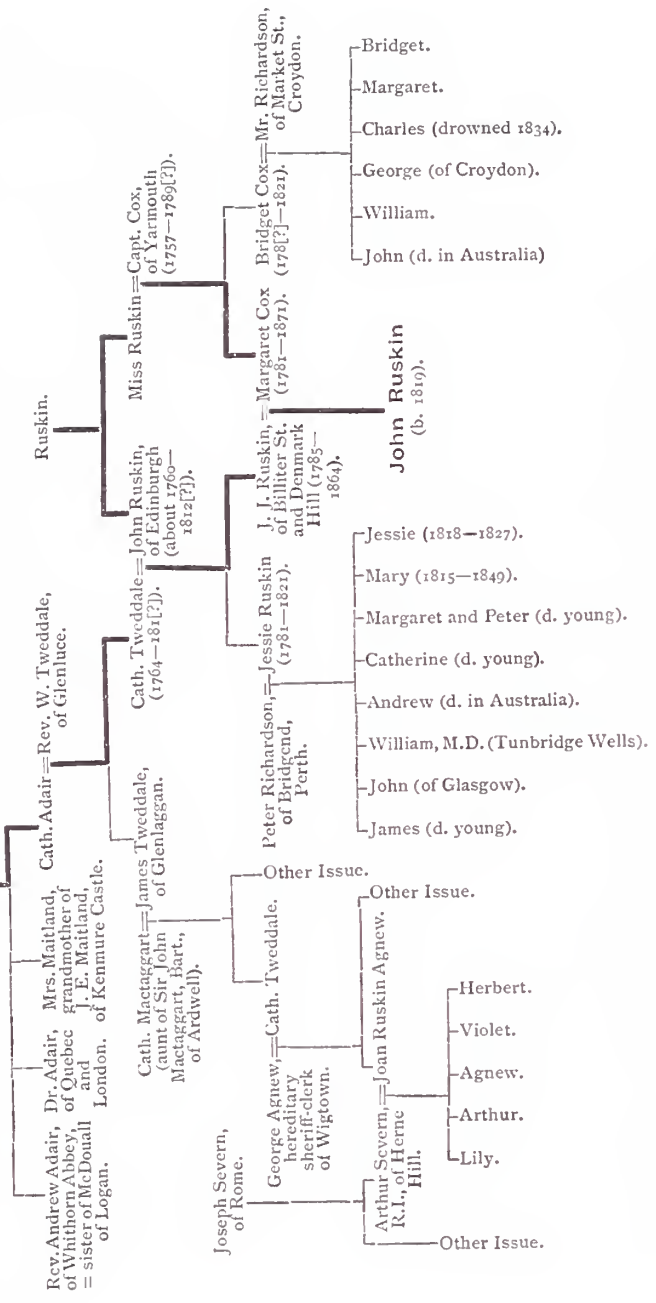 Rev. Andrew Adair,
of Whithorn Abbey,
= sister of McDouall
of Logan.
Dr. Adair,
of Quebec
and
London.
Mrs. Maitland,
grandmother of
J. E. Maitland,
of Kenmure Castle.
Cath. Adair = Rev. W. Tweddale,
of Glenluce.
Ruskin.
Cath. Mactaggart = James Tweddale,
(aunt of Sir John
Mactaggart, Bart.,
of Ardwell).
of Glenlaggan.
Cath. Tweddale = John Ruskin,
(1764—181[?]).
of Edinburgh
(about 1760—
1812[?]).
Miss Ruskin = Capt. Cox,
of Yarmouth
(1757—1789[?]).
Joseph Severn,
of Rome.
George Agnew, = Cath. Tweddale.
hereditary
sheriff-clerk
of Wigtown.
Other Issue.
Peter Richardson, = Jessie Ruskin
of Bridgend,
Perth.
(1781—1821).
J. J. Ruskin, = Margaret Cox
of Billiter St.
and Denmark
Hill (1785—
1864).
(1781—1871).
Bridget Cox = Mr. Richardson,
(178[?]—1821).
of Market St.,
Croydon.
Other Issue.
Arthur Severn, = Joan Ruskin Agnew.
R.I., of Herne
Hill.
Other Issue.
Jessie (1818—1827).
Mary (1815—1849).
Margaret and Peter (d. young).
Catherine (d. young).
Andrew (d. in Australia).
William, M.D. (Tunbridge Wells).
John (of Glasgow).
James (d. young).
John Ruskin
(b. 1819).
Bridget.
Margaret.
Charles (drowned 1834).
George (of Croydon).
William.
John (d. in Australia)
Herbert.
Violet.
Agnew.
Arthur.
Lily.